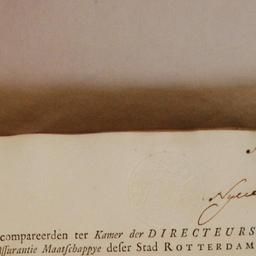 compareerden ter Kamer der DIRECTEURS
Assurantie Maatschappye deser Stad ROTTERDAM